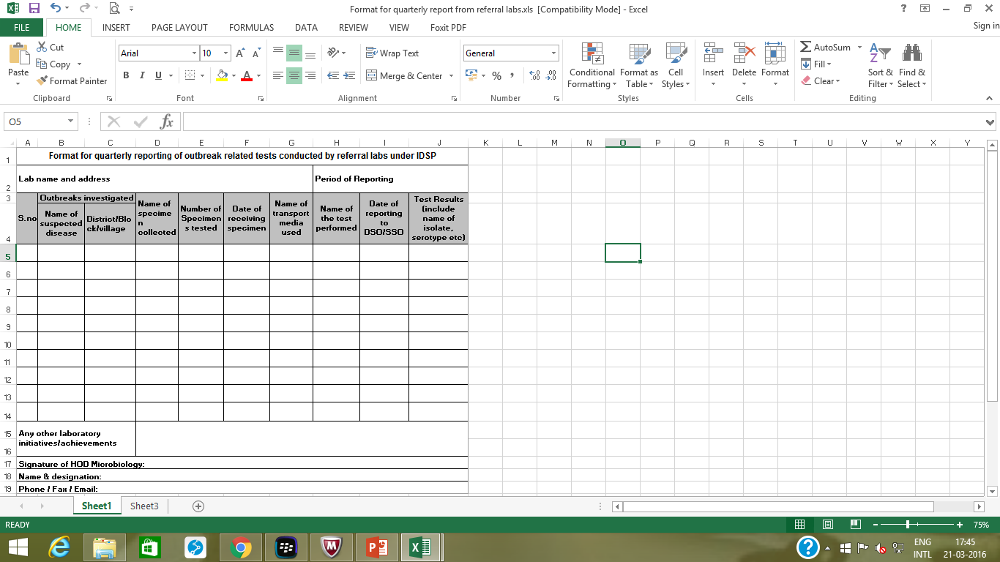 Format for quarterly report from referral labs.xls [Compatibility Mode] - Excel
?
FILE HOME INSERT PAGE LAYOUT FORMULAS DATA REVIEW VIEW Foxit PDF Sign in
Paste
Cut
Copy
Format Painter
Clipboard
Arial 10
B I U
Font
Wrap Text
Merge & Center
Alignment
General
% ,
Number
Conditional Formatting
Format as Table
Cell Styles
Styles
Insert Delete Format
Cells
AutoSum
Fill
Clear
Sort & Filter
Find & Select
Editing
O5
fx
A B C D E F G H I J K L M N O P Q R S T U V W X Y
1 Format for quarterly reporting of outbreak related tests conducted by referral labs under IDSP
2 Lab name and address Period of Reporting
3
4
S.no
Outbreaks investigated
Name of
suspected
disease
District/Blo
ck/village
Name of
specime
n
collected
Number of
Specimen
s tested
Date of
receiving
specimen
Name of
transport
media
used
Name of
the test
performed
Date of
reporting
to
DSO/SSO
Test Results
(include
name of
isolate,
serotype etc)
5
6
7
8
9
10
11
12
13
14
15 Any other laboratory
initiatives/achievements
16
17 Signature of HOD Microbiology:
18 Name & designation:
19 Phone / Fax / Email:
Sheet1 Sheet3
READY 75%
ENG 17:45
INTL 21-03-2016